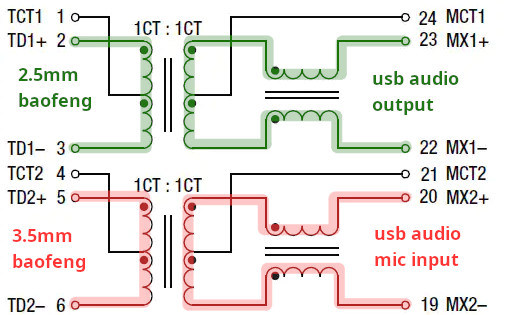 TCT1 1 1CT : 1CT 24 MCT1
TD1+ 2 23 MX1+
2.5mm
baofeng
usb audio
output
TD1– 3 22 MX1–
TCT2 4 1CT : 1CT 21 MCT2
TD2+ 5 20 MX2+
3.5mm
baofeng
usb audio
mic input
TD2– 6 19 MX2–